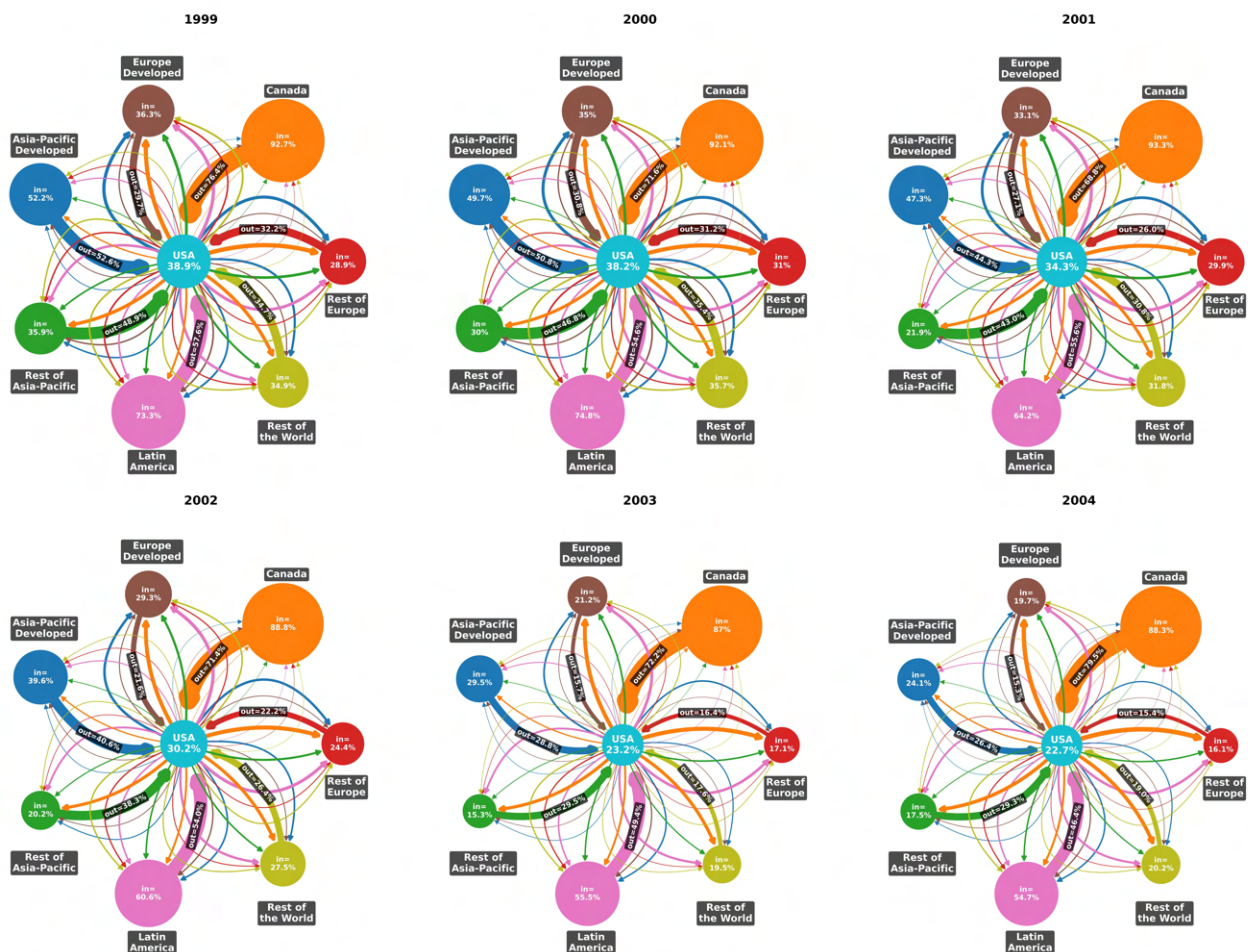 1999
Europe
Developed
in=
36.3%
Canada
in=
92.7%
Asia-Pacific
Developed
in=
52.2%
out=29.7%
out=76.4%
out=52.6%
USA
38.9%
out=32.2%
in=
28.9%
Rest of
Europe
in=
35.9%
Rest of
Asia-Pacific
out=48.9%
out=57.6%
out=34.7%
in=
34.9%
Rest of
the World
in=
73.3%
Latin
America
2000
Europe
Developed
in=
35%
Canada
in=
92.1%
Asia-Pacific
Developed
in=
49.7%
out=30.8%
out=71.6%
out=50.8%
USA
38.2%
out=31.2%
in=
31%
Rest of
Europe
in=
30%
Rest of
Asia-Pacific
out=46.8%
out=54.6%
out=35.4%
in=
35.7%
Rest of
the World
in=
74.8%
Latin
America
2001
Europe
Developed
in=
33.1%
Canada
in=
93.3%
Asia-Pacific
Developed
in=
47.3%
out=27.1%
out=68.8%
out=44.3%
USA
34.3%
out=26.0%
in=
29.9%
Rest of
Europe
in=
21.9%
Rest of
Asia-Pacific
out=43.0%
out=55.6%
out=30.8%
in=
31.8%
Rest of
the World
in=
64.2%
Latin
America
2002
Europe
Developed
in=
29.3%
Canada
in=
88.8%
Asia-Pacific
Developed
in=
39.6%
out=21.6%
out=71.4%
out=40.6%
USA
30.2%
out=22.2%
in=
24.4%
Rest of
Europe
in=
20.2%
Rest of
Asia-Pacific
out=38.3%
out=54.0%
out=26.4%
in=
27.5%
Rest of
the World
in=
60.6%
Latin
America
2003
Europe
Developed
in=
21.2%
Canada
in=
87%
Asia-Pacific
Developed
in=
29.5%
out=15.7%
out=72.2%
out=28.8%
USA
23.2%
out=16.4%
in=
17.1%
Rest of
Europe
in=
15.3%
Rest of
Asia-Pacific
out=29.5%
out=49.4%
out=17.6%
in=
19.5%
Rest of
the World
in=
55.5%
Latin
America
2004
Europe
Developed
in=
19.7%
Canada
in=
88.3%
Asia-Pacific
Developed
in=
24.1%
out=15.3%
out=79.5%
out=26.4%
USA
22.7%
out=15.4%
in=
16.1%
Rest of
Europe
in=
17.5%
Rest of
Asia-Pacific
out=29.3%
out=46.4%
out=19.0%
in=
20.2%
Rest of
the World
in=
54.7%
Latin
America